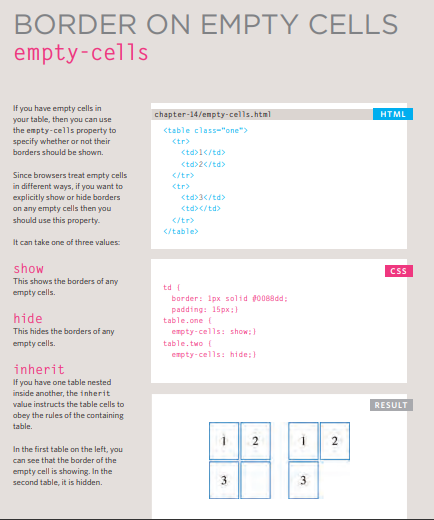 BORDER ON EMPTY CELLS
empty-cells
If you have empty cells in
your table, then you can use
the empty-cells property to
specify whether or not their
borders should be shown.
Since browsers treat empty cells
in different ways, if you want to
explicitly show or hide borders
on any empty cells then you
should use this property.
It can take one of three values:
show
This shows the borders of any
empty cells.
hide
This hides the borders of any
empty cells.
inherit
If you have one table nested
inside another, the inherit
value instructs the table cells to
obey the rules of the containing
table.
In the first table on the left, you
can see that the border of the
empty cell is showing. In the
second table, it is hidden.
chapter-14/empty-cells.html HTML
<table class="one">
<tr>
<td>1</td>
<td>2</td>
</tr>
<tr>
<td>3</td>
<td></td>
</tr>
</table>
CSS
td {
border: 1px solid #0088dd;
padding: 15px;}
table.one {
empty-cells: show;}
table.two {
empty-cells: hide;}
RESULT
1 2 1 2
3 3